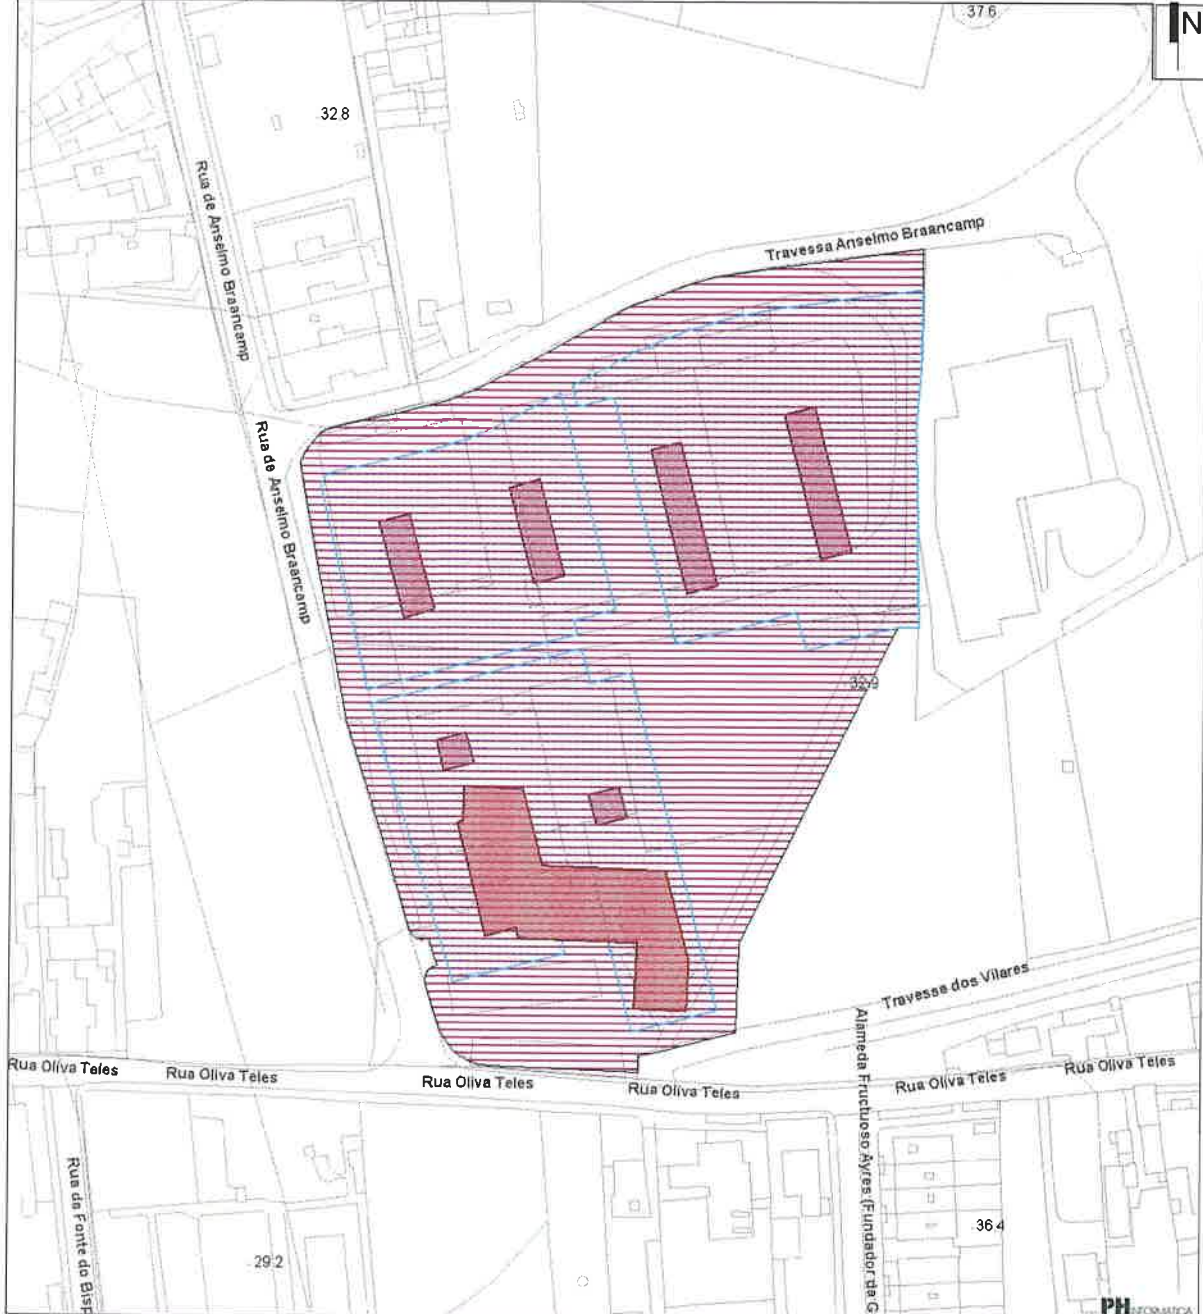 37.6
N
32.8
Rua de Anselmo Braancamp
Travessa Anselmo Braancamp
Rua de Anselmo Braancamp
32.9
Travessa dos Vilares
Alameda Fructuoso Ayres (Fundador da G
Rua Oliva Teles
Rua Oliva Teles
Rua Oliva Teles
Rua Oliva Teles
Rua Oliva Teles
Rua Oliva Teles
Rua da Fonte do Bisp
36.4
29.2
PH INFORMÁTICA